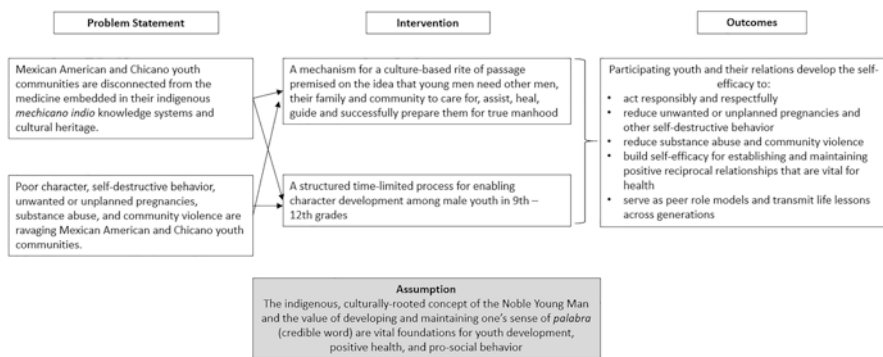 Problem Statement
Intervention
Outcomes
Mexican American and Chicano youth
communities are disconnected from the
medicine embedded in their indigenous
mechicano indio knowledge systems and
cultural heritage.
Poor character, self-destructive behavior,
unwanted or unplanned pregnancies,
substance abuse, and community violence are
ravaging Mexican American and Chicano youth
communities.
A mechanism for a culture-based rite of passage
premised on the idea that young men need other men,
their family and community to care for, assist, heal,
guide and successfully prepare them for true manhood
A structured time-limited process for enabling
character development among male youth in 9th –
12th grades
Participating youth and their relations develop the self-
efficacy to:
• act responsibly and respectfully
• reduce unwanted or unplanned pregnancies and
other self-destructive behavior
• reduce substance abuse and community violence
• build self-efficacy for establishing and maintaining
positive reciprocal relationships that are vital for
health
• serve as peer role models and transmit life lessons
across generations
Assumption
The indigenous, culturally-rooted concept of the Noble Young Man
and the value of developing and maintaining one’s sense of palabra
(credible word) are vital foundations for youth development,
positive health, and pro-social behavior